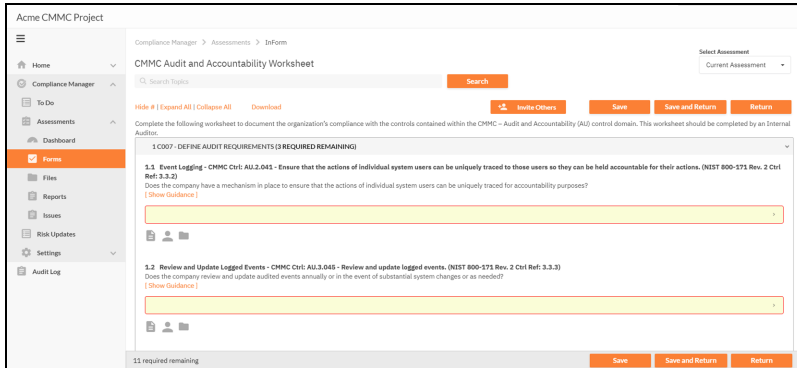 Acme CMMC Project
Home
Compliance Manager
To Do
Assessments
Dashboard
Forms
Files
Reports
Issues
Risk Updates
Settings
Audit Log
Compliance Manager > Assessments > InForm
Select Assessment
Current Assessment
CMMC Audit and Accountability Worksheet
Search Topics
Search
Hide # | Expand All | Collapse All Download
Invite Others
Save
Save and Return
Return
Complete the following worksheet to document the organization's compliance with the controls contained within the CMMC – Audit and Accountability (AU) control domain. This worksheet should be completed by an Internal
Auditor.
1 C007 - DEFINE AUDIT REQUIREMENTS (3 REQUIRED REMAINING)
1.1 Event Logging - CMMC Ctrl: AU.2.041 - Ensure that the actions of individual system users can be uniquely traced to those users so they can be held accountable for their actions. (NIST 800-171 Rev. 2 Ctrl
Ref: 3.3.2)
Does the company have a mechanism in place to ensure that the actions of individual system users can be uniquely traced for accountability purposes?
[ Show Guidance ]
1.2 Review and Update Logged Events - CMMC Ctrl: AU.3.045 - Review and update logged events. (NIST 800-171 Rev. 2 Ctrl Ref: 3.3.3)
Does the company review and update audited events annually or in the event of substantial system changes or as needed?
[ Show Guidance ]
11 required remaining
Save
Save and Return
Return